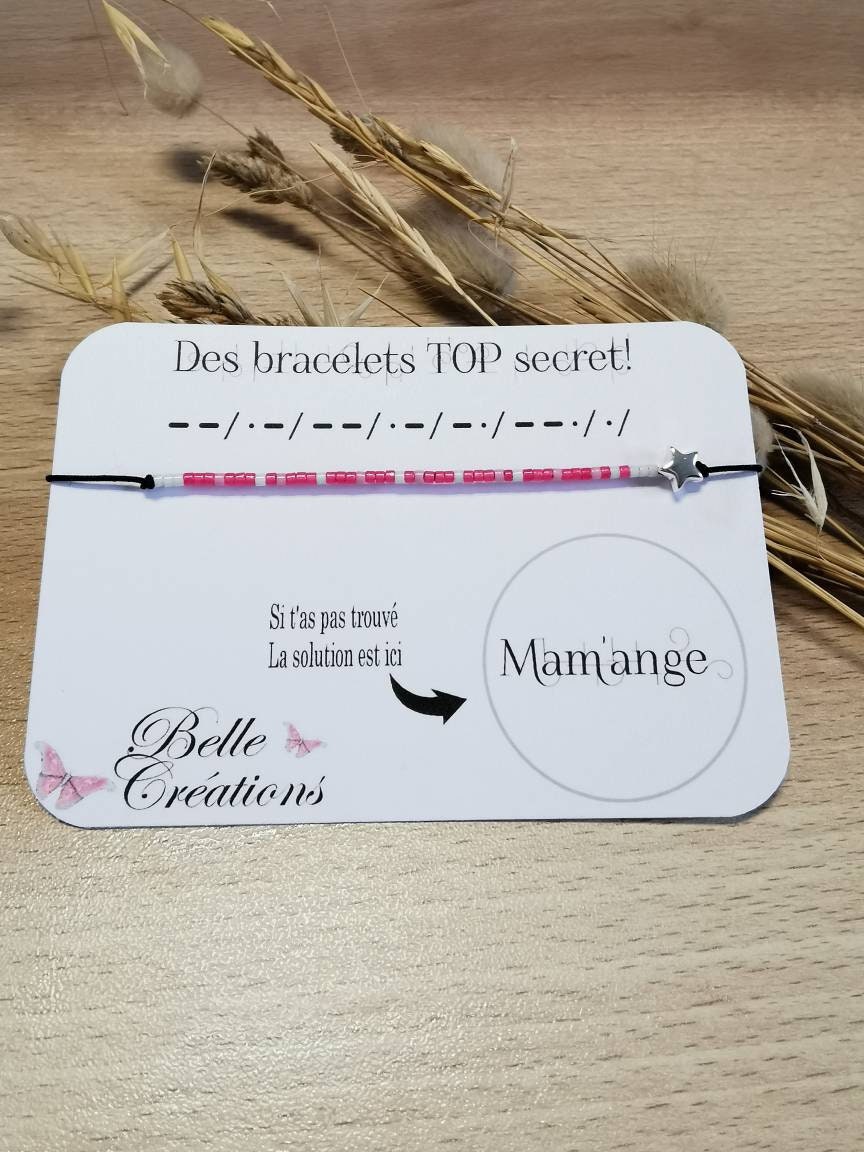 Des bracelets TOP secret!
——/·—/——/·—/—·/——·/·/
Si t'as pas trouvé
La solution est ici
Mam'ange
Belle
Créations